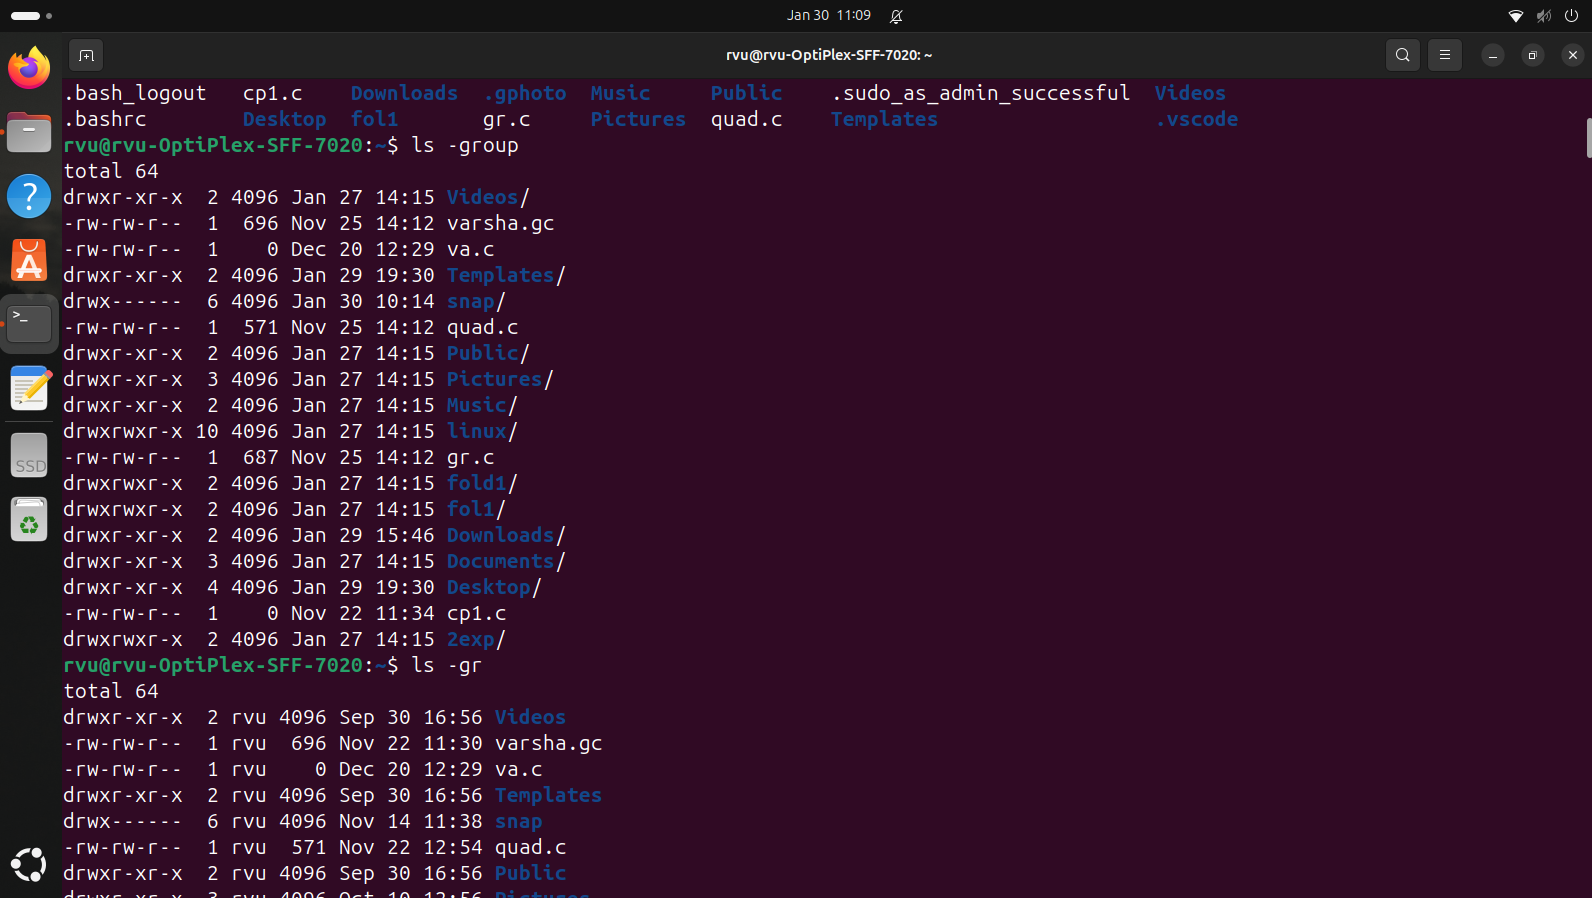 Jan 30 11:09
rvu@rvu-OptiPlex-SFF-7020: ~
.bash_logout cp1.c Downloads .gphoto Music Public .sudo_as_admin_successful Videos
.bashrc Desktop fol1 gr.c Pictures quad.c Templates .vscode
rvu@rvu-OptiPlex-SFF-7020:~$ ls -group
total 64
drwxr-xr-x 2 4096 Jan 27 14:15 Videos/
-rw-rw-r-- 1 696 Nov 25 14:12 varsha.gc
-rw-rw-r-- 1 0 Dec 20 12:29 va.c
drwxr-xr-x 2 4096 Jan 29 19:30 Templates/
drwx------ 6 4096 Jan 30 10:14 snap/
-rw-rw-r-- 1 571 Nov 25 14:12 quad.c
drwxr-xr-x 2 4096 Jan 27 14:15 Public/
drwxr-xr-x 3 4096 Jan 27 14:15 Pictures/
drwxr-xr-x 2 4096 Jan 27 14:15 Music/
drwxrwxr-x 10 4096 Jan 27 14:15 linux/
-rw-rw-r-- 1 687 Nov 25 14:12 gr.c
drwxrwxr-x 2 4096 Jan 27 14:15 fold1/
drwxrwxr-x 2 4096 Jan 27 14:15 fol1/
drwxr-xr-x 2 4096 Jan 29 15:46 Downloads/
drwxr-xr-x 3 4096 Jan 27 14:15 Documents/
drwxr-xr-x 4 4096 Jan 29 19:30 Desktop/
-rw-rw-r-- 1 0 Nov 22 11:34 cp1.c
drwxrwxr-x 2 4096 Jan 27 14:15 2exp/
rvu@rvu-OptiPlex-SFF-7020:~$ ls -gr
total 64
drwxr-xr-x 2 rvu 4096 Sep 30 16:56 Videos
-rw-rw-r-- 1 rvu 696 Nov 22 11:30 varsha.gc
-rw-rw-r-- 1 rvu 0 Dec 20 12:29 va.c
drwxr-xr-x 2 rvu 4096 Sep 30 16:56 Templates
drwx------ 6 rvu 4096 Nov 14 11:38 snap
-rw-rw-r-- 1 rvu 571 Nov 22 12:54 quad.c
drwxr-xr-x 2 rvu 4096 Sep 30 16:56 Public
drwxr-xr-x 3 rvu 4096 Oct 10 12:56 Pictures
>_
SSD